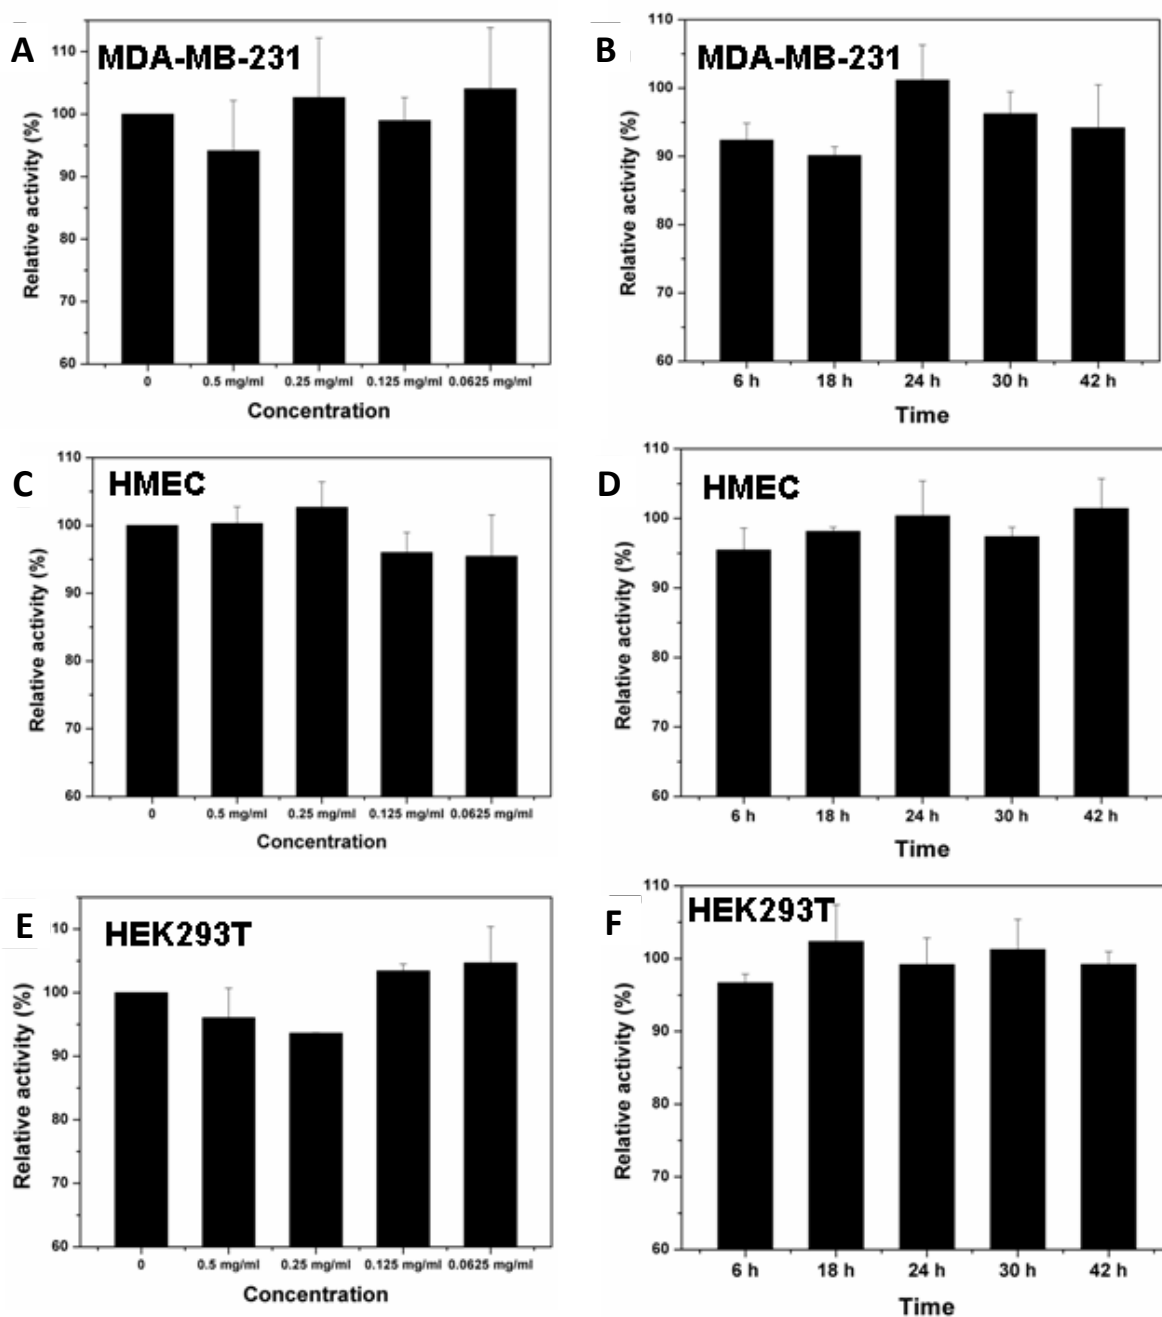 A
MDA-MB-231
Relative activity (%)
110
100
90
80
70
60
0 0.5 mg/ml 0.25 mg/ml 0.125 mg/ml 0.0625 mg/ml
Concentration
B
MDA-MB-231
Relative activity (%)
110
100
90
80
70
60
6 h 18 h 24 h 30 h 42 h
Time
C
HMEC
Relative activity (%)
110
100
90
80
70
60
0 0.5 mg/ml 0.25 mg/ml 0.125 mg/ml 0.0625 mg/ml
Concentration
D
HMEC
Relative activity (%)
110
100
90
80
70
60
6 h 18 h 24 h 30 h 42 h
Time
E
HEK293T
Relative activity (%)
10
100
90
80
70
60
0 0.5 mg/ml 0.25 mg/ml 0.125 mg/ml 0.0625 mg/ml
Concentration
F
HEK293T
Relative activity (%)
110
100
90
80
70
60
6 h 18 h 24 h 30 h 42 h
Time